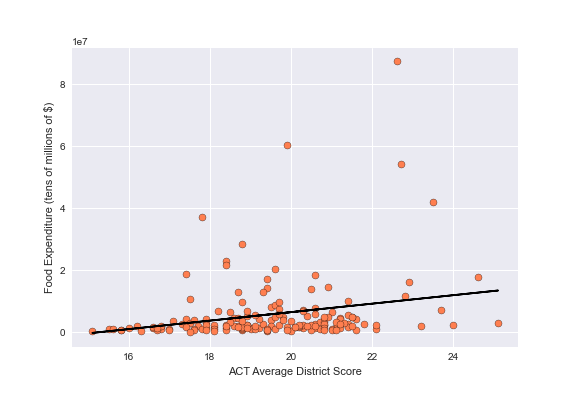 1e7
8
6
4
2
0
16 18 20 22 24
ACT Average District Score
Food Expenditure (tens of millions of $)